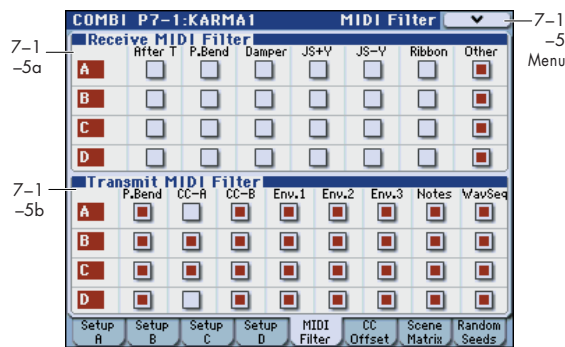 COMBI P7-1:KARMA1 MIDI Filter
7–1
–5
Menu
7–1
–5a
Receive MIDI Filter
After T P.Bend Damper JS+Y JS-Y Ribbon Other
A
B
C
D
7–1
–5b
Transmit MIDI Filter
P.Bend CC-A CC-B Env.1 Env.2 Env.3 Notes WavSeq
A
B
C
D
Setup A Setup B Setup C Setup D MIDI Filter CC Offset Scene Matrix Random Seeds